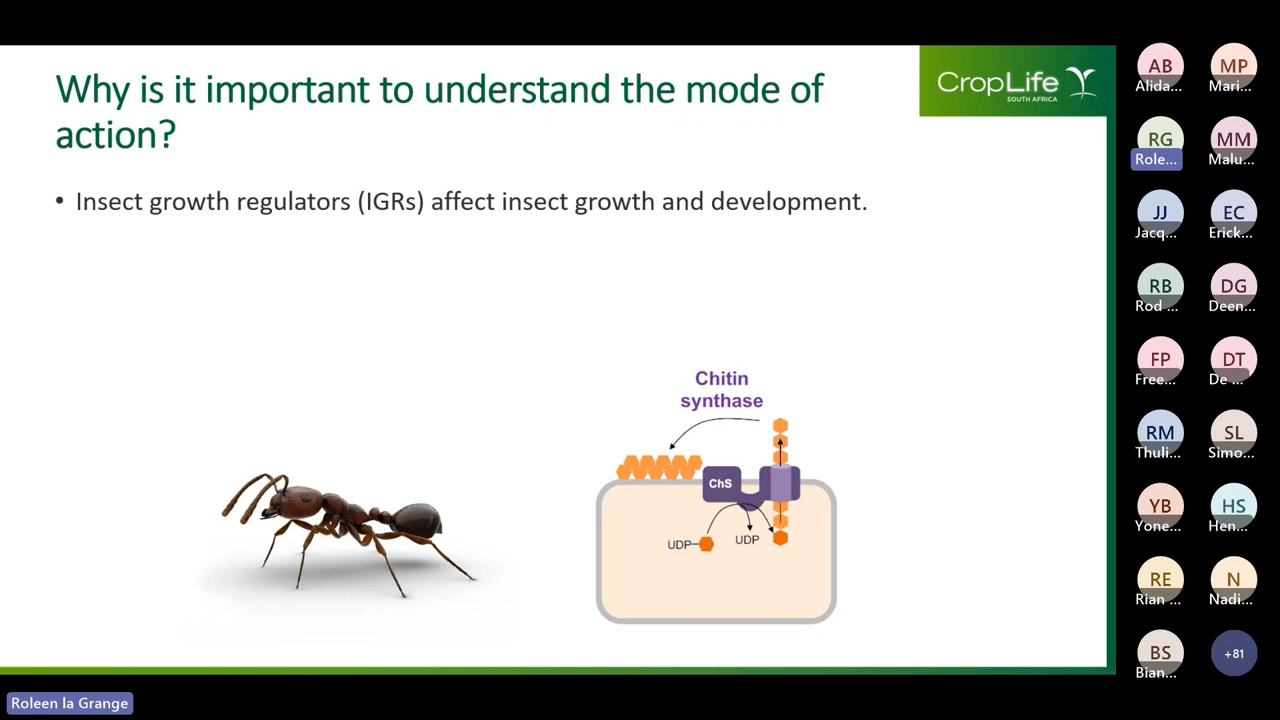 Why is it important to understand the mode of
action?
CropLife
SOUTH AFRICA
• Insect growth regulators (IGRs) affect insect growth and development.
Chitin
synthase
ChS
UDP
UDP
AB
Alida...
MP
Mari...
RG
Role...
MM
Malu...
JJ
Jacq...
EC
Erick...
RB
Rod ...
DG
Deen...
FP
Free...
DT
De ...
RM
Thuli...
SL
Simo...
YB
Yone...
HS
Hen...
RE
Rian ...
N
Nadi...
BS
Bian...
+81
Roleen la Grange